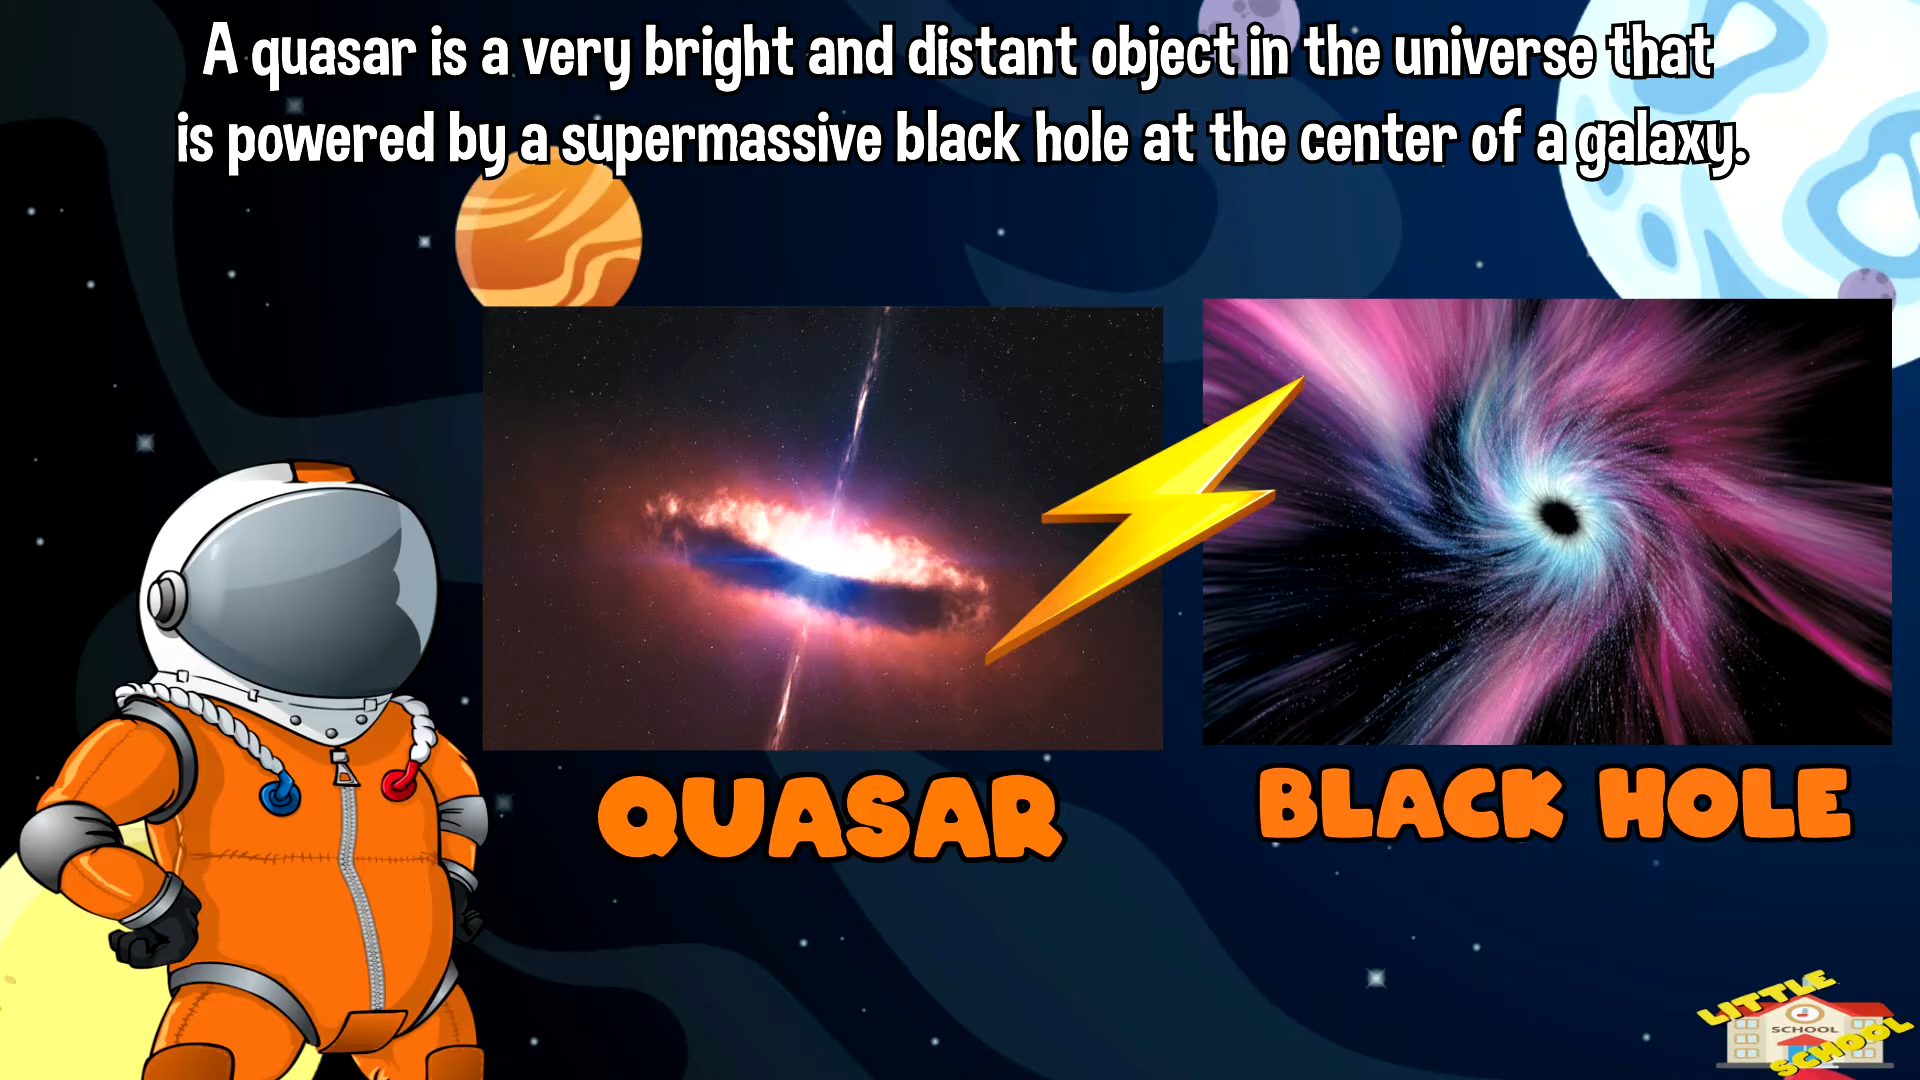 A quasar is a very bright and distant object in the universe that
is powered by a supermassive black hole at the center of a galaxy.
QUASAR
BLACK HOLE
LITTLE
SCHOOL
SCHOOL